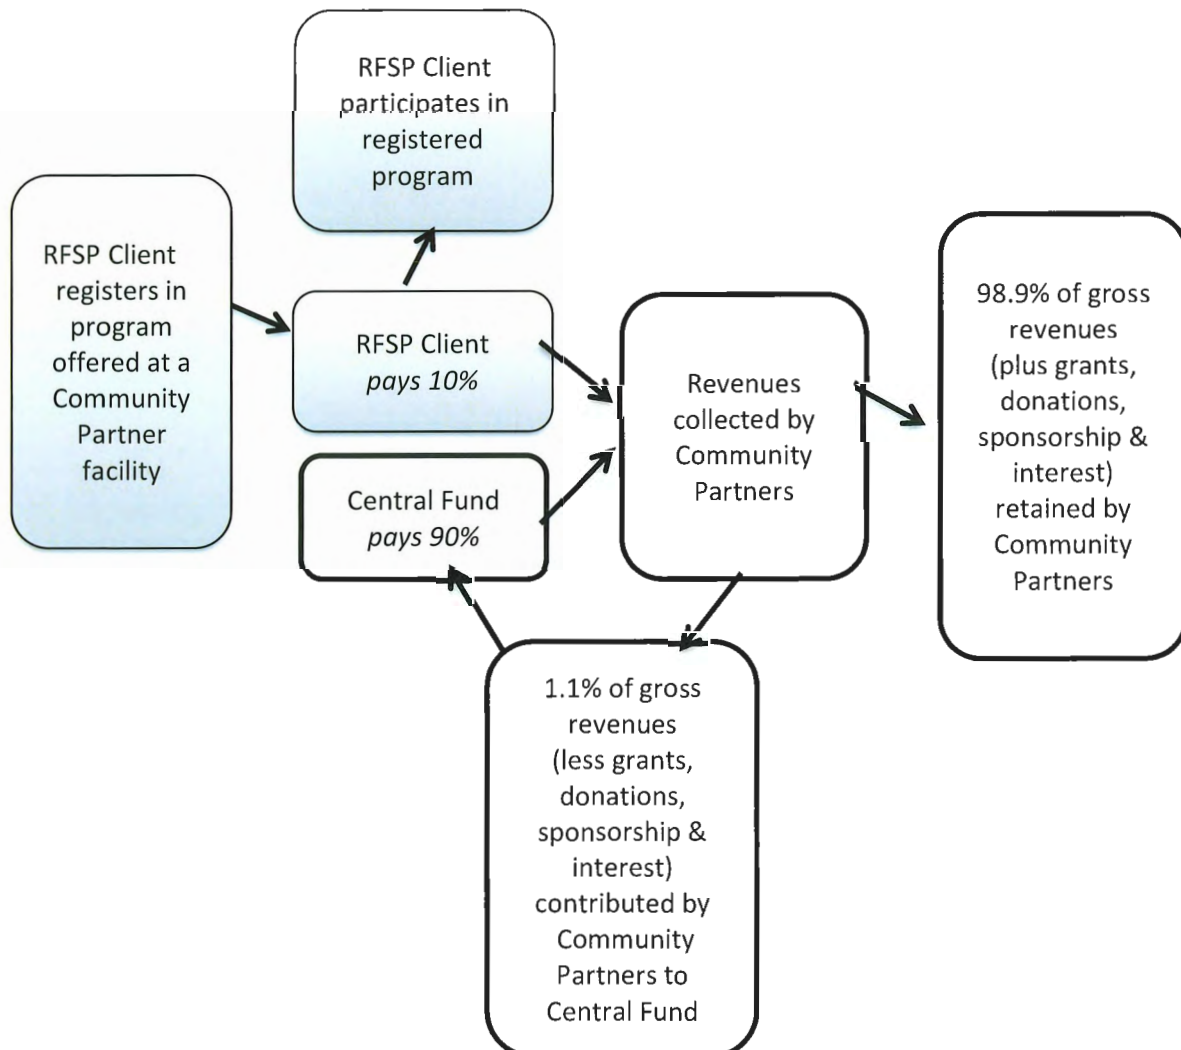 RFSP Client
participates in
registered
program
RFSP Client
registers in
program
offered at a
Community
Partner
facility
RFSP Client
pays 10%
Central Fund
pays 90%
Revenues
collected by
Community
Partners
98.9% of gross
revenues
(plus grants,
donations,
sponsorship &
interest)
retained by
Community
Partners
1.1% of gross
revenues
(less grants,
donations,
sponsorship &
interest)
contributed by
Community
Partners to
Central Fund